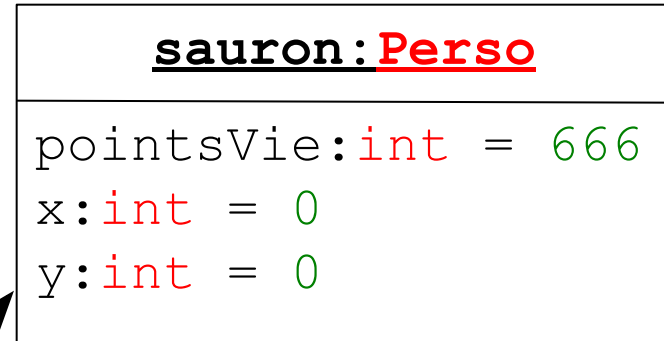 sauron:Perso
pointsVie:int = 666
x:int = 0
y:int = 0